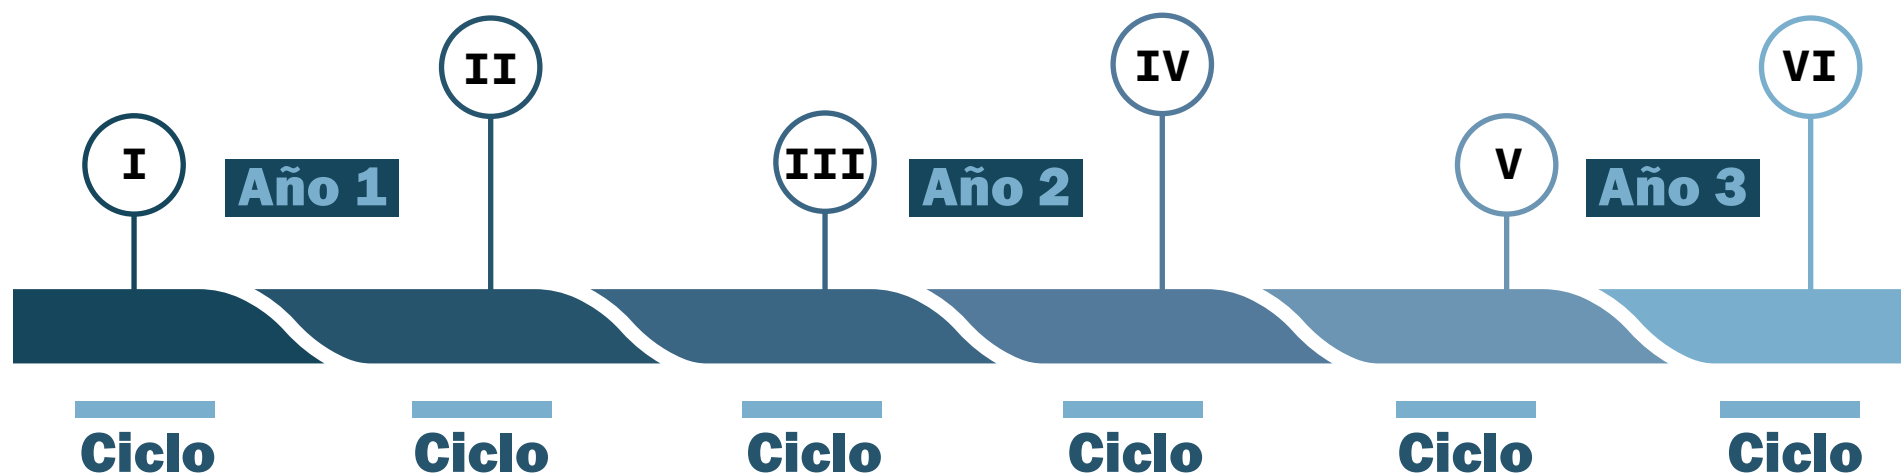 I
II
III
IV
V
VI
Año 1
Año 2
Año 3
Ciclo
Ciclo
Ciclo
Ciclo
Ciclo
Ciclo